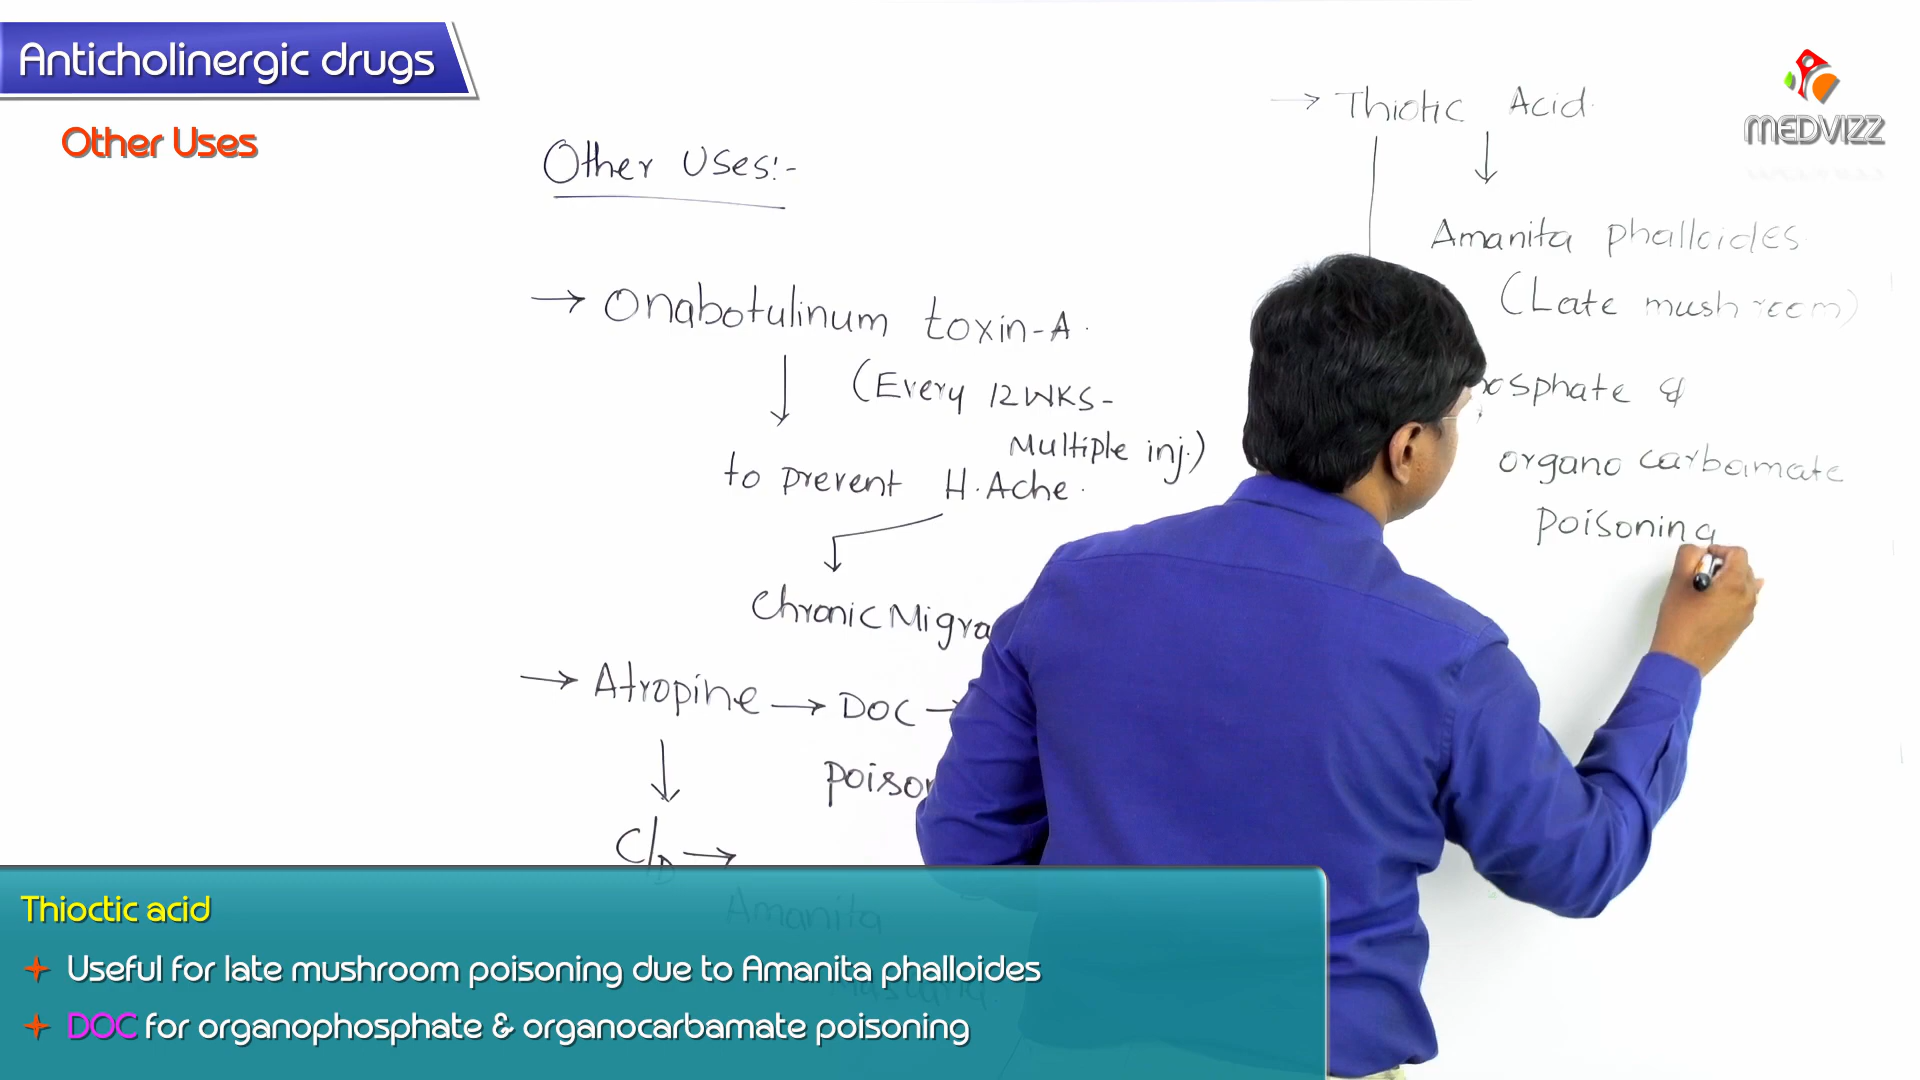 Anticholinergic drugs
Other Uses
MEDVIZZ
Other Uses:-
→ Onabotulinum toxin-A.
(Every 12WKS-
Multiple inj.)
to prevent H.Ache.
Chronic Migra
→ Atropine → DOC →
poison
C/D →
Amanita
→ Thiotic Acid.
Amanita phalloides.
(Late mushroom)
osphate &
organo carbamate
poisoning
Thioctic acid
Useful for late mushroom poisoning due to Amanita phalloides
DOC for organophosphate & organocarbamate poisoning